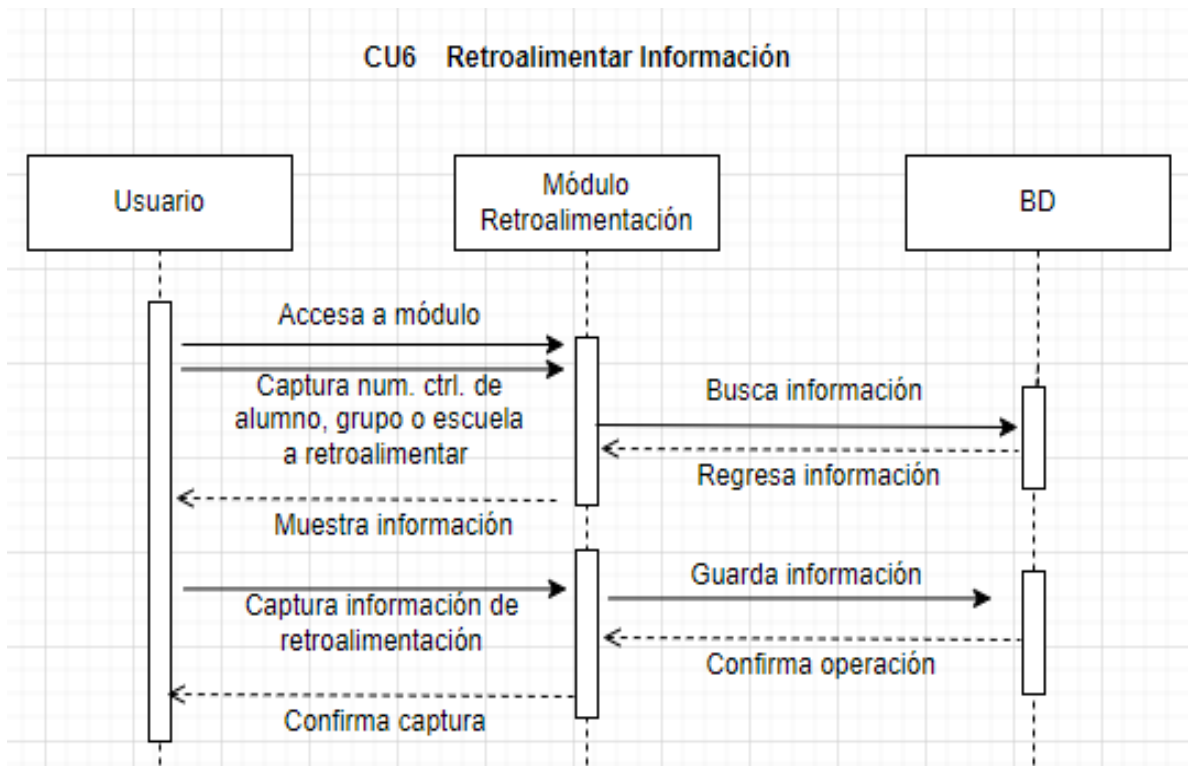 CU6 Retroalimentar Información
Usuario
Módulo
Retroalimentación
BD
Accesa a módulo
Captura num. ctrl. de
alumno, grupo o escuela
a retroalimentar
Busca información
Regresa información
Muestra información
Captura información de
retroalimentación
Guarda información
Confirma operación
Confirma captura